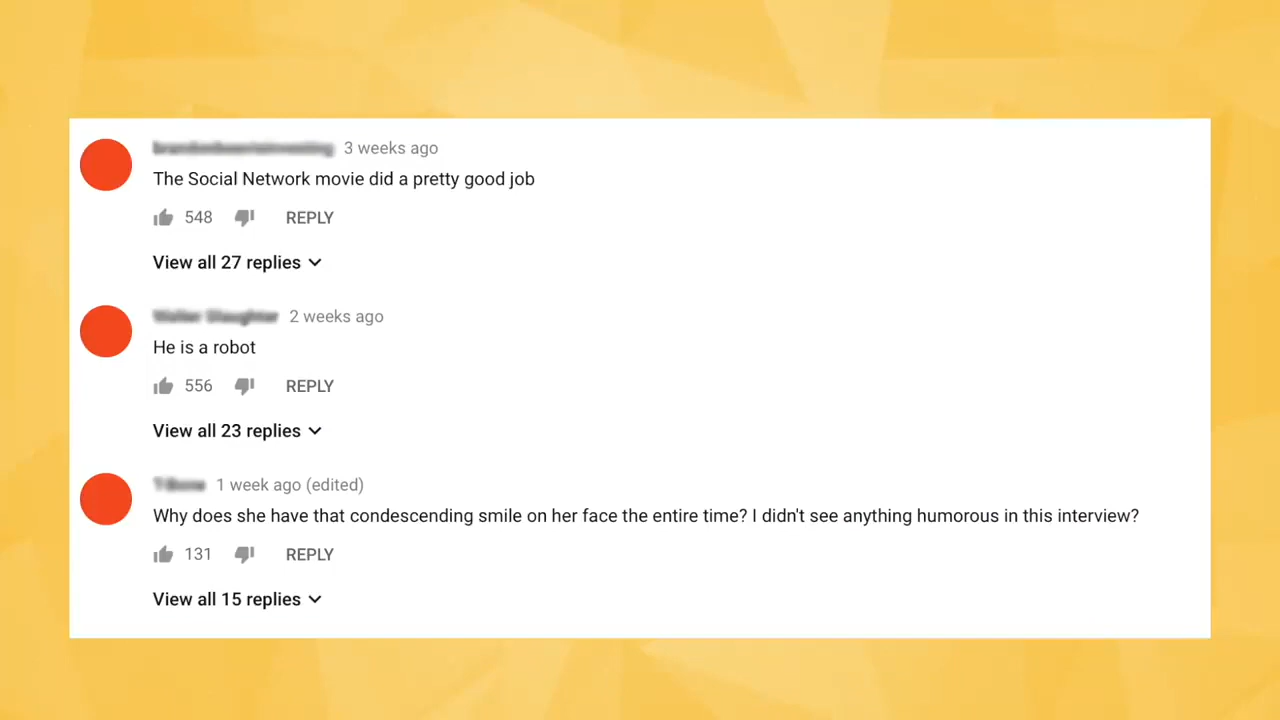 3 weeks ago
The Social Network movie did a pretty good job
548 REPLY
View all 27 replies
2 weeks ago
He is a robot
556 REPLY
View all 23 replies
1 week ago (edited)
Why does she have that condescending smile on her face the entire time? I didn't see anything humorous in this interview?
131 REPLY
View all 15 replies